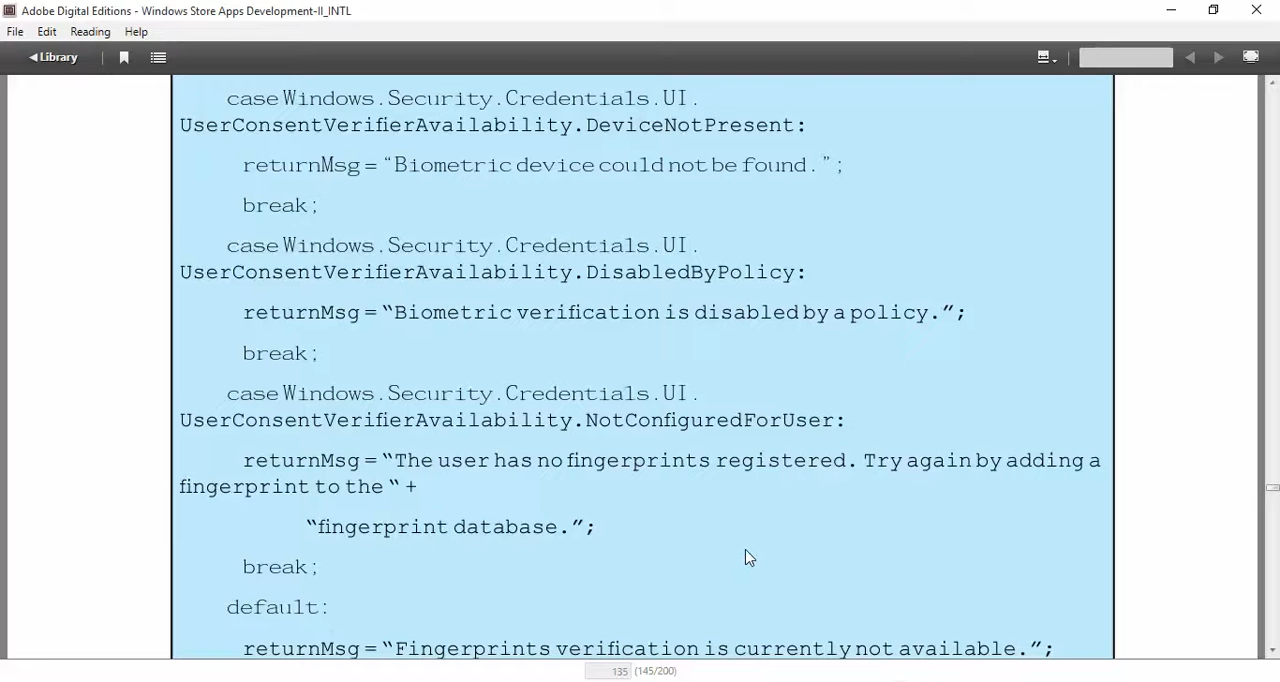 Adobe Digital Editions - Windows Store Apps Development-II_INTL
File Edit Reading Help
Library
case Windows.Security.Credentials.UI.
UserConsentVerifierAvailability.DeviceNotPresent:
returnMsg = “Biometric device could not be found.”;
break;
case Windows.Security.Credentials.UI.
UserConsentVerifierAvailability.DisabledByPolicy:
returnMsg = “Biometric verification is disabled by a policy.”;
break;
case Windows.Security.Credentials.UI.
UserConsentVerifierAvailability.NotConfiguredForUser:
returnMsg = “The user has no fingerprints registered. Try again by adding a
fingerprint to the “ +
“fingerprint database.”;
break;
default:
returnMsg = “Fingerprints verification is currently not available.”;
135 (145/200)